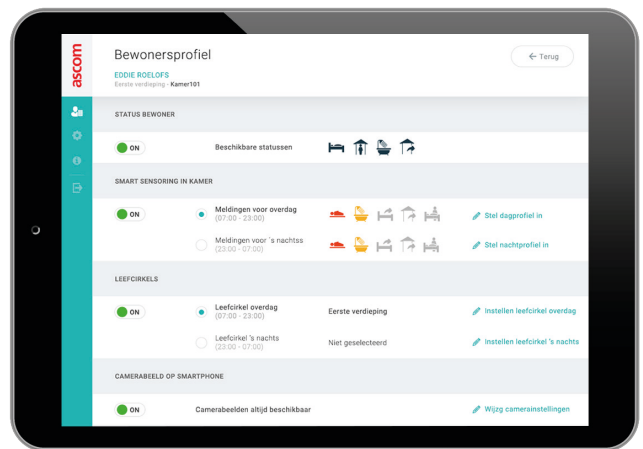 ascom
Bewonersprofiel
← Terug
EDDIE ROELOFS
Eerste verdieping - Kamer101
STATUS BEWONER
ON
Beschikbare statussen
SMART SENSORING IN KAMER
ON
Meldingen voor overdag
(07:00 - 23:00)
Stel dagprofiel in
Meldingen voor ´s nachtss
(23:00 - 07:00)
Stel nachtprofiel in
LEEFCIRKELS
ON
Leefcirkel overdag
(07:00 - 23:00)
Eerste verdieping
Instellen leefcirkel overdag
Leefcirkel 's nachts
(23:00 - 07:00)
Niet geselecteerd
Instellen leefcirkel 's nachts
CAMERABEELD OP SMARTPHONE
ON
Camerabeelden altijd beschikbaar
Wijzg camerainstellingen